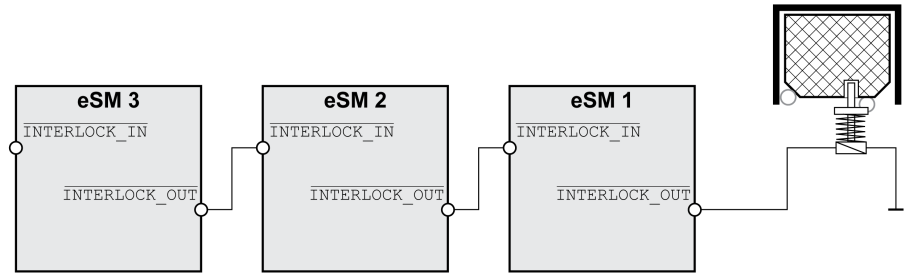 eSM 3
INTERLOCK_IN
INTERLOCK_OUT
eSM 2
INTERLOCK_IN
INTERLOCK_OUT
eSM 1
INTERLOCK_IN
INTERLOCK_OUT